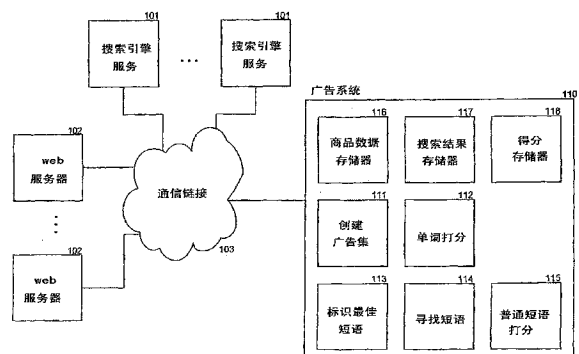 101
搜索引擎
服务
...
101
搜索引擎
服务
102
web
服务器
102
web
服务器
通信链接
103
广告系统
110
116
商品数据
存储器
117
搜索结果
存储器
118
得分
存储器
111
创建
广告集
112
单词打分
113
标识最佳
短语
114
寻找短语
115
普通短语
打分